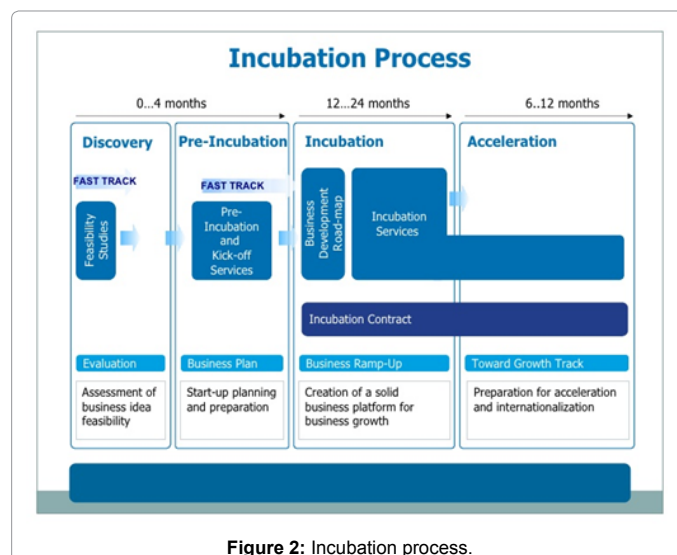 Incubation Process
0...4 months
12...24 months
6..12 months
Discovery
Pre-Incubation
Incubation
Acceleration
FAST TRACK
FAST TRACK
Feasibility
Studies
Pre-
Incubation
and
Kick-off
Services
Business
Development
Road-map
Incubation
Services
Incubation Contract
Evaluation
Business Plan
Business Ramp-Up
Toward Growth Track
Assessment of
business idea
feasibility
Start-up planning
and preparation
Creation of a solid
business platform for
business growth
Preparation for acceleration
and internationalization
Figure 2: Incubation process.